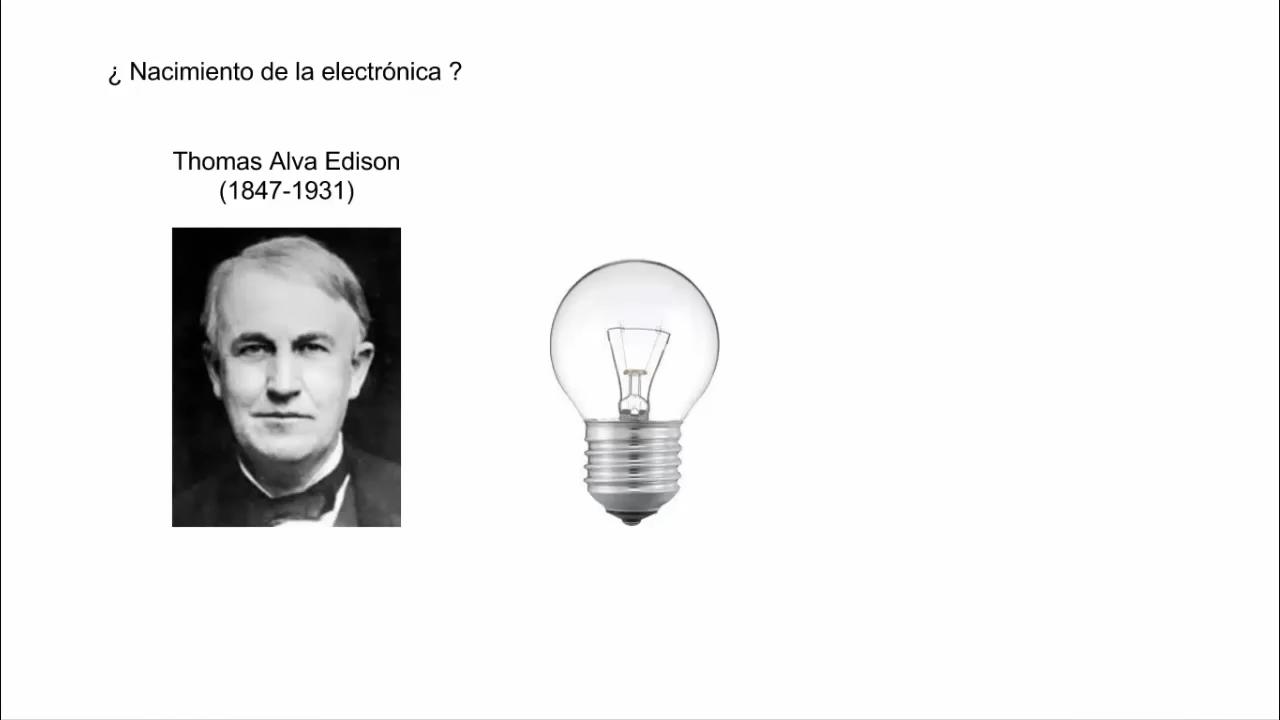 ¿ Nacimiento de la electrónica ?
Thomas Alva Edison
(1847-1931)